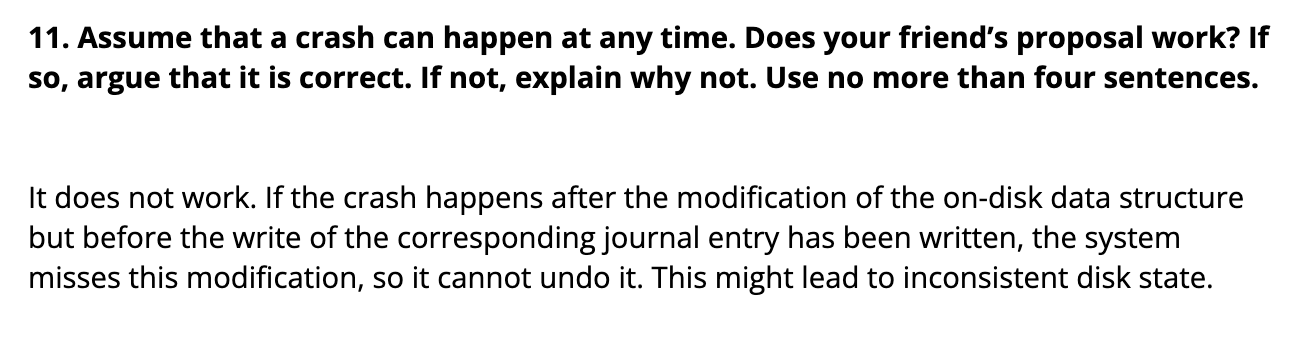 11. Assume that a crash can happen at any time. Does your friend’s proposal work? If
so, argue that it is correct. If not, explain why not. Use no more than four sentences.
It does not work. If the crash happens after the modification of the on-disk data structure
but before the write of the corresponding journal entry has been written, the system
misses this modification, so it cannot undo it. This might lead to inconsistent disk state.